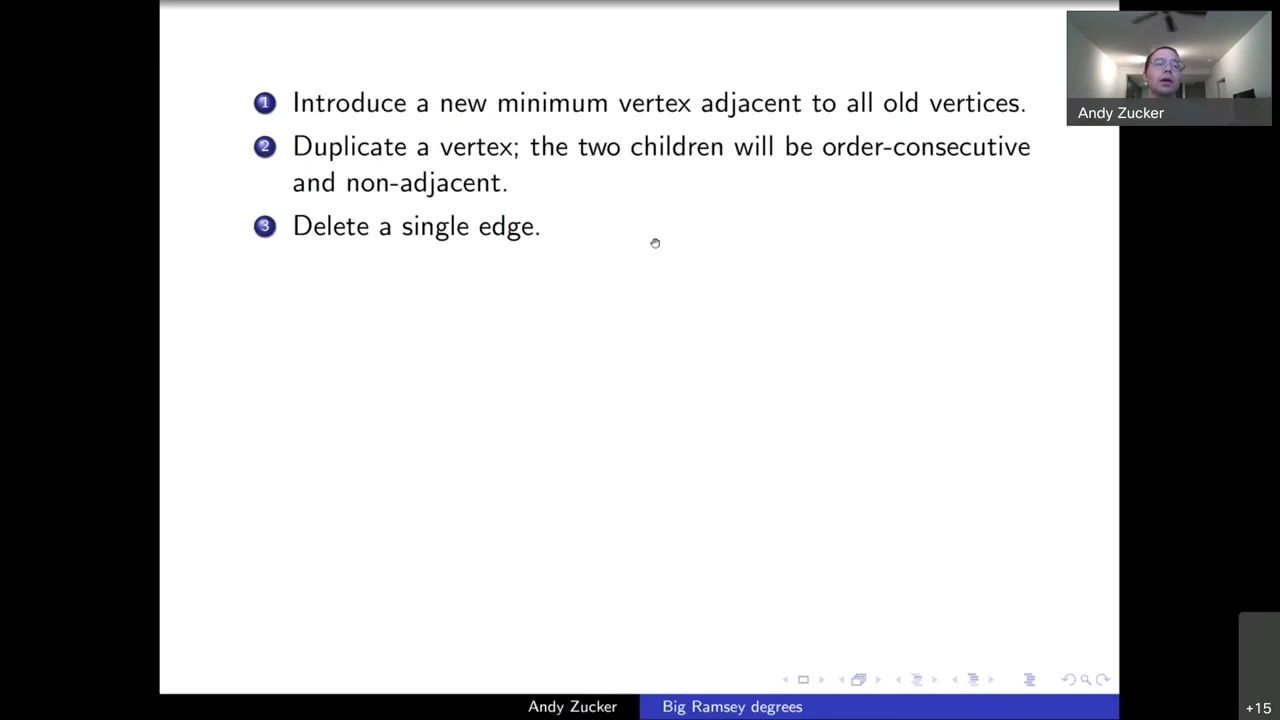 1 Introduce a new minimum vertex adjacent to all old vertices.
2 Duplicate a vertex; the two children will be order-consecutive
and non-adjacent.
3 Delete a single edge.
Andy Zucker
Andy Zucker
Big Ramsey degrees
+15